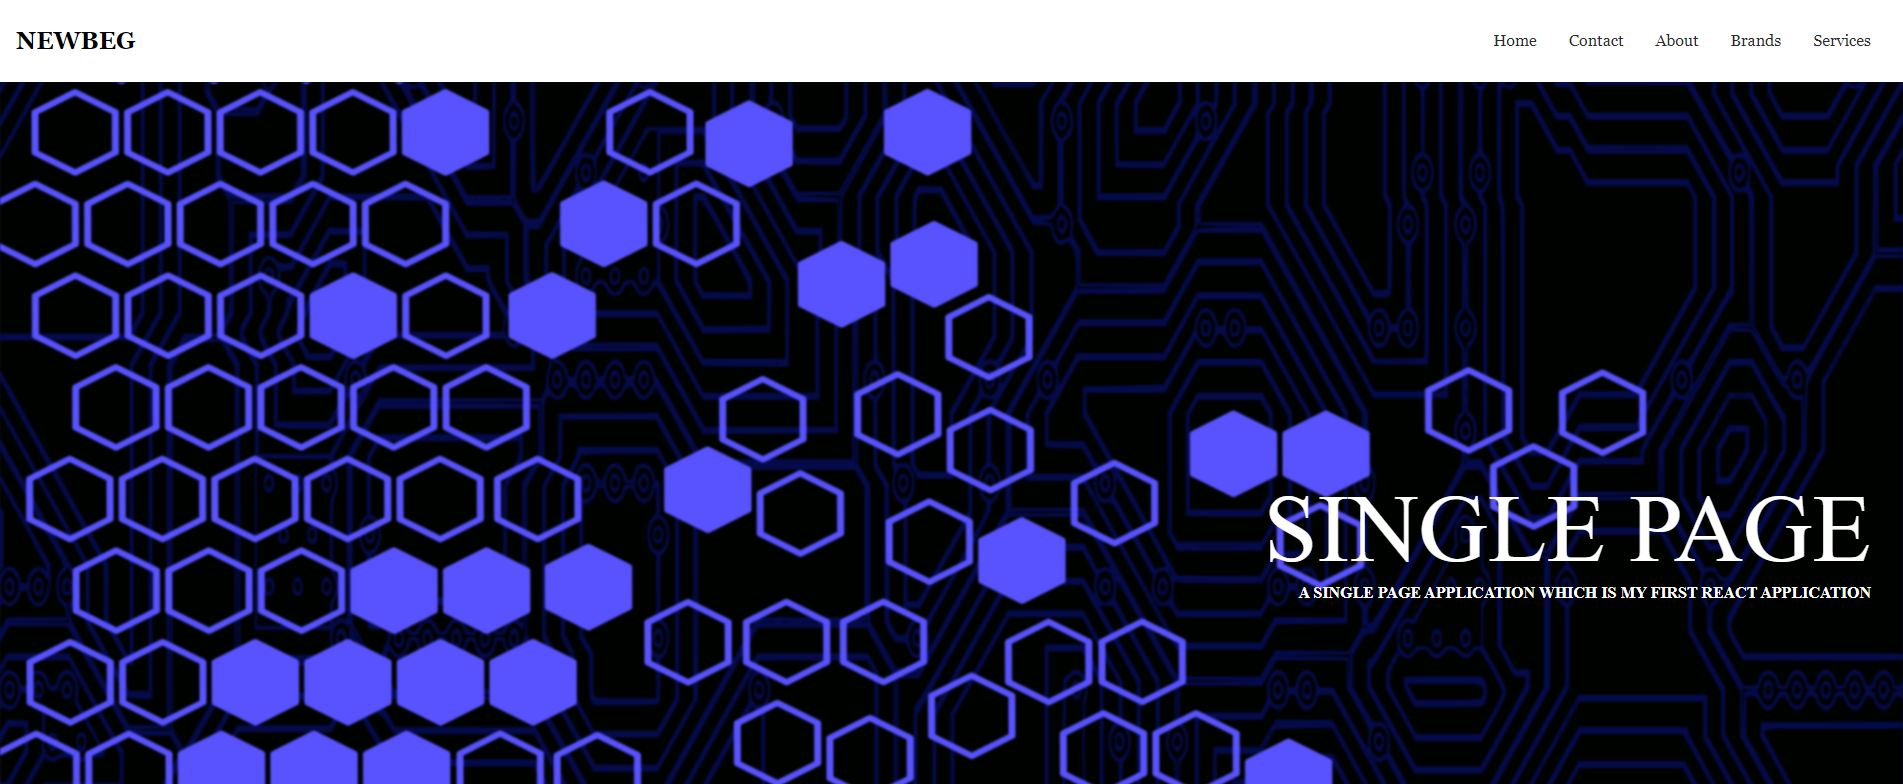 NEWBEG
Home Contact About Brands Services
SINGLE PAGE
A SINGLE PAGE APPLICATION WHICH IS MY FIRST REACT APPLICATION